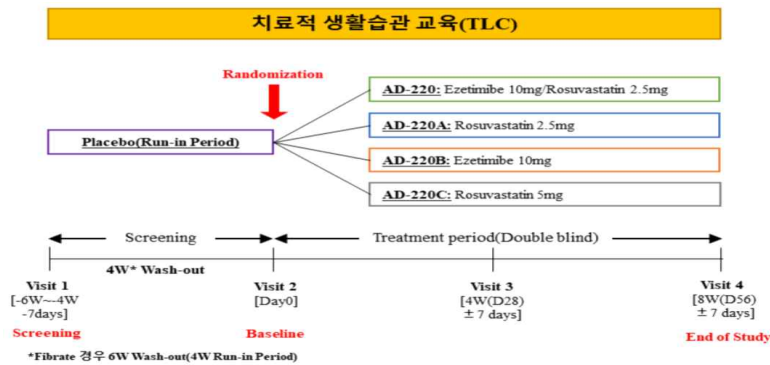 치료적 생활습관 교육(TLC)
Randomization
AD-220: Ezetimibe 10mg/Rosuvastatin 2.5mg
AD-220A: Rosuvastatin 2.5mg
Placebo(Run-in Period)
AD-220B: Ezetimibe 10mg
AD-220C: Rosuvastatin 5mg
Screening
Treatment period(Double blind)
4W* Wash-out
Visit 1
[-6W~-4W
-7days]
Screening
Visit 2
[Day0]
Baseline
Visit 3
[4W(D28)
±7 days]
Visit 4
[8W(D56)
±7 days]
End of Study
*Fibrate 경우 6W Wash-out(4W Run-in Period)